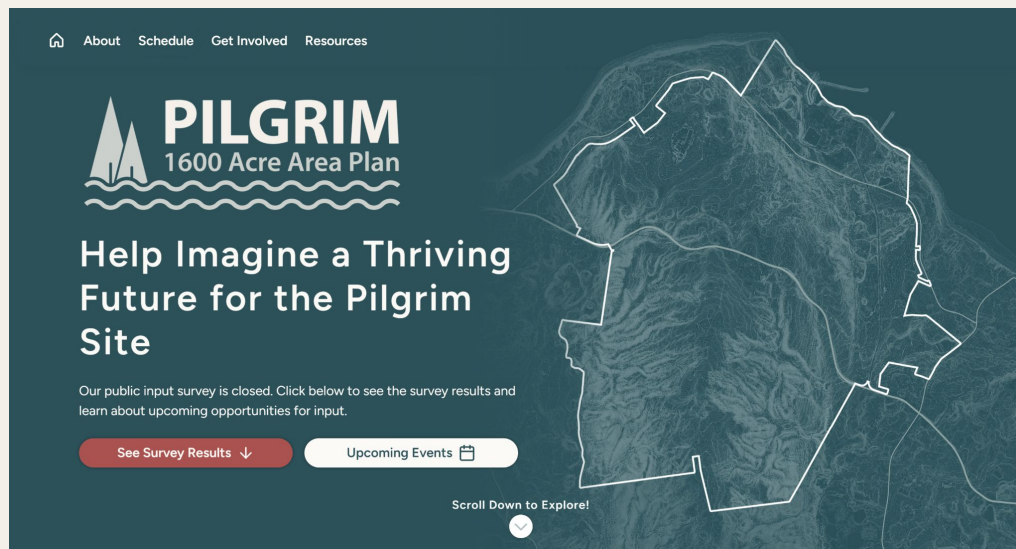 About Schedule Get Involved Resources
PILGRIM
1600 Acre Area Plan
Help Imagine a Thriving
Future for the Pilgrim
Site
Our public input survey is closed. Click below to see the survey results and
learn about upcoming opportunities for input.
See Survey Results
Upcoming Events
Scroll Down to Explore!